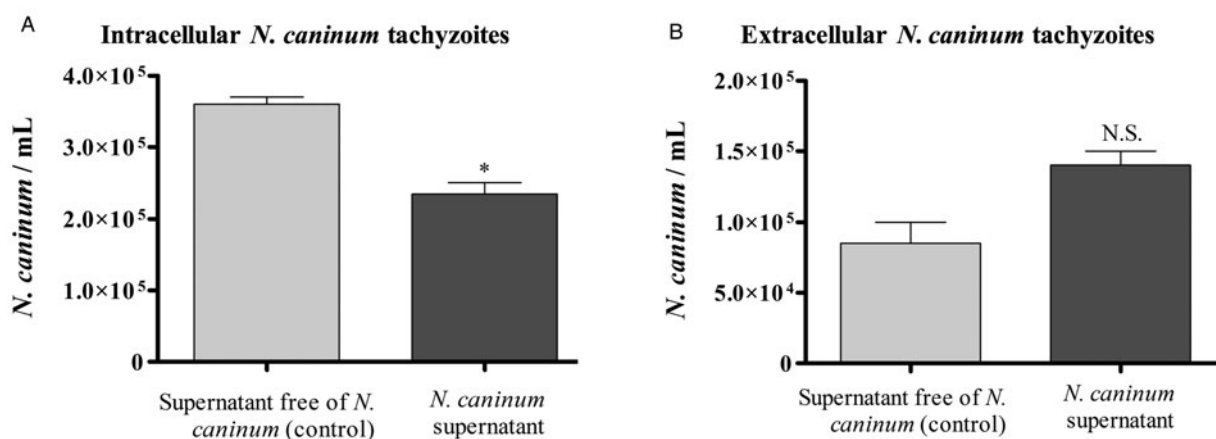 A
Intracellular N. caninum tachyzoites
N. caninum / mL
4.0×10⁵
3.0×10⁵
2.0×10⁵
1.0×10⁵
0
*
Supernatant free of N.
caninum (control)
N. caninum
supernatant
B
Extracellular N. caninum tachyzoites
N. caninum / mL
2.0×10⁵
1.5×10⁵
1.0×10⁵
5.0×10⁴
0
N.S.
Supernatant free of N.
caninum (control)
N. caninum
supernatant